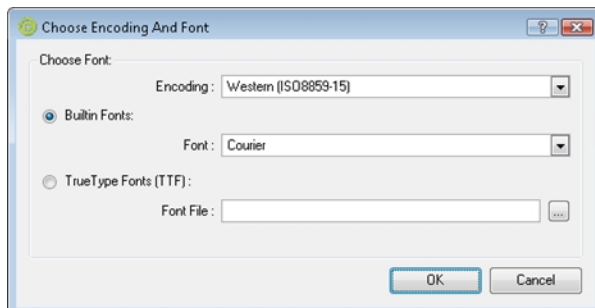 Choose Encoding And Font
Choose Font:
Encoding : Western (ISO8859-15)
Builtin Fonts:
Font : Courier
TrueType Fonts (TTF) :
Font File : ...
OK Cancel